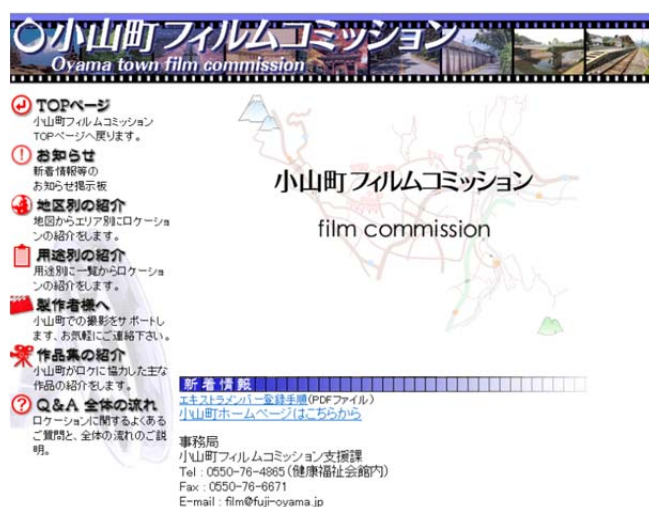 小山町フィルムコミッション
Oyama town film commission
TOPページ
小山町フィルムコミッション
TOPページへ戻ります。
お知らせ
新着情報等の
お知らせ掲示板
地区別の紹介
地図からエリア別にロケーショ
ンの紹介をします。
用途別の紹介
用途別に一覧からロケーショ
ンの紹介をします。
製作者様へ
小山町での撮影をサポートし
ます、お気軽にご連絡下さい。
作品集の紹介
小山町がロケに協力した主な
作品の紹介をします。
Q&A 全体の流れ
ロケーションに関するよくある
ご質問と、全体の流れのご説
明。
小山町フィルムコミッション
film commission
新着情報
エキストラメンバー登録手順(PDFファイル)
小山町ホームページはこちらから
事務局
小山町フィルムコミッション支援課
Tel : 0550-76-4865(健康福祉会館内)
Fax : 0550-76-6671
E-mail : film@fuji-oyama.jp